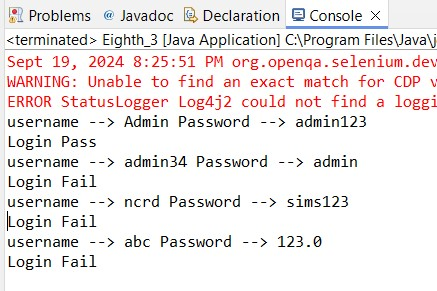 Problems @ Javadoc Declaration Console ×
<terminated> Eighth_3 [Java Application] C:\Program Files\Java\j
Sept 19, 2024 8:25:51 PM org.openqa.selenium.dev
WARNING: Unable to find an exact match for CDP v
ERROR StatusLogger Log4j2 could not find a loggi
username --> Admin Password --> admin123
Login Pass
username --> admin34 Password --> admin
Login Fail
username --> ncrd Password --> sims123
Login Fail
username --> abc Password --> 123.0
Login Fail